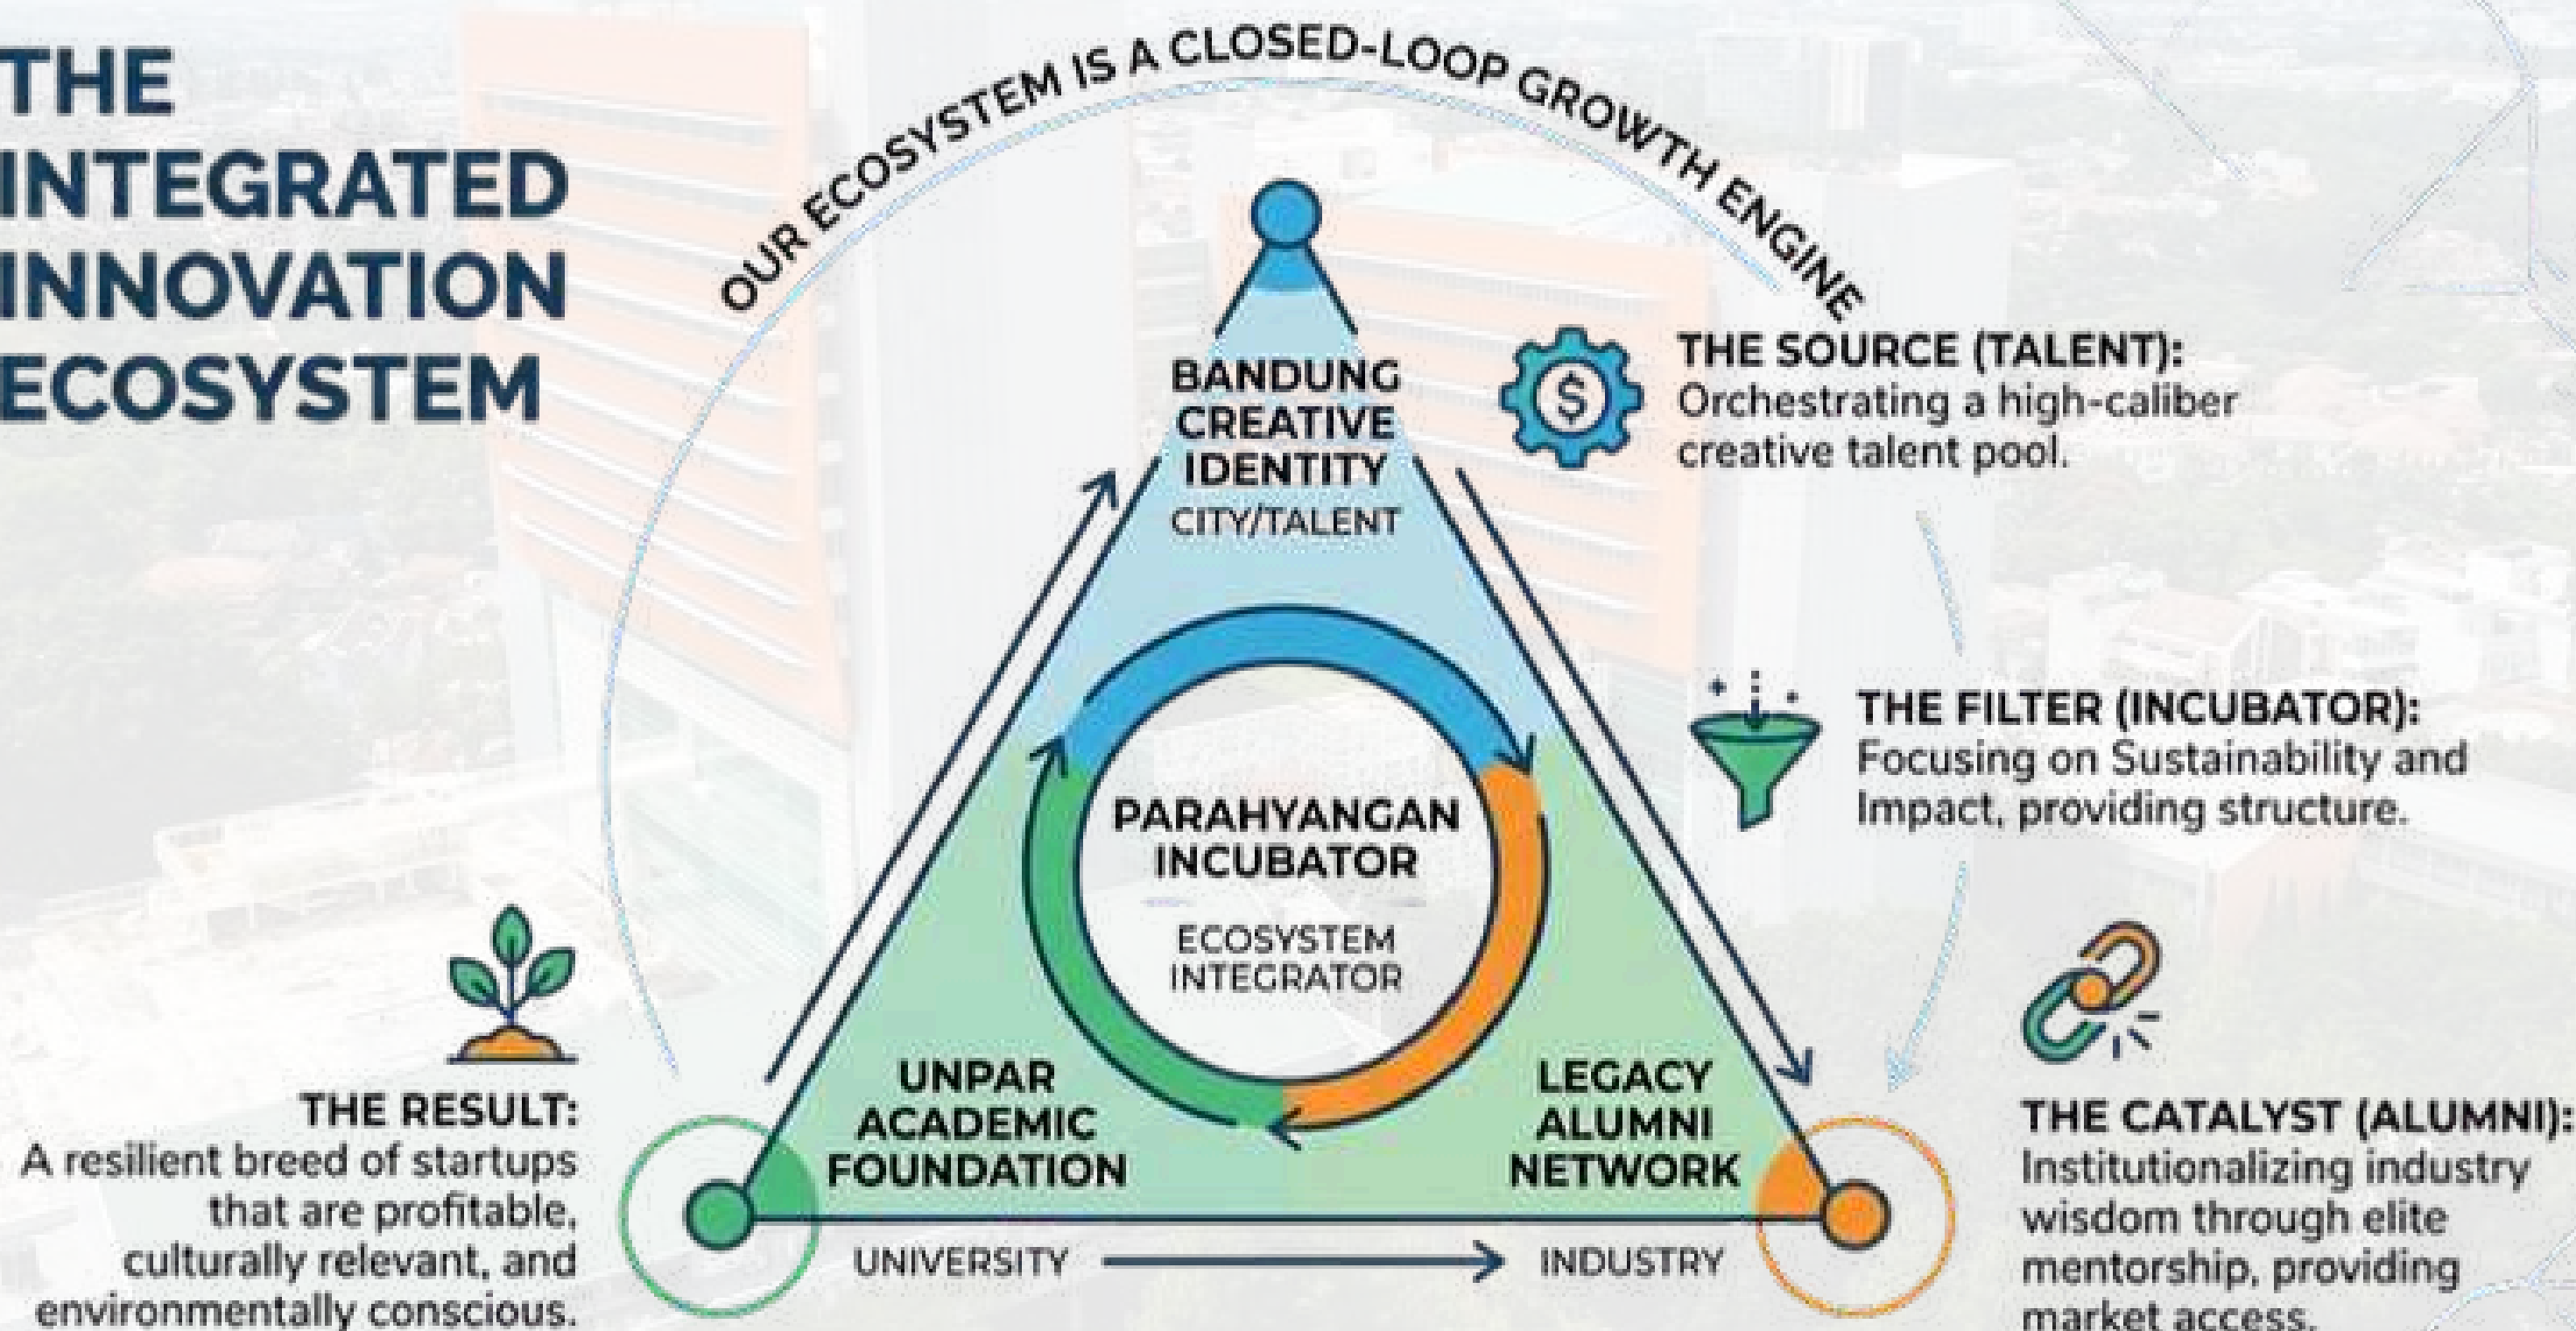 THE
INTEGRATED
INNOVATION
ECOSYSTEM
OUR ECOSYSTEM IS A CLOSED-LOOP GROWTH ENGINE
BANDUNG
CREATIVE
IDENTITY
CITY/TALENT
$
THE SOURCE (TALENT):
Orchestrating a high-caliber
creative talent pool.
THE FILTER (INCUBATOR):
Focusing on Sustainability and
Impact, providing structure.
PARAHYANGAN
INCUBATOR
ECOSYSTEM
INTEGRATOR
UNPAR
ACADEMIC
FOUNDATION
LEGACY
ALUMNI
NETWORK
UNIVERSITY
INDUSTRY
THE RESULT:
A resilient breed of startups
that are profitable,
culturally relevant, and
environmentally conscious.
THE CATALYST (ALUMNI):
Institutionalizing industry
wisdom through elite
mentorship, providing
market access.